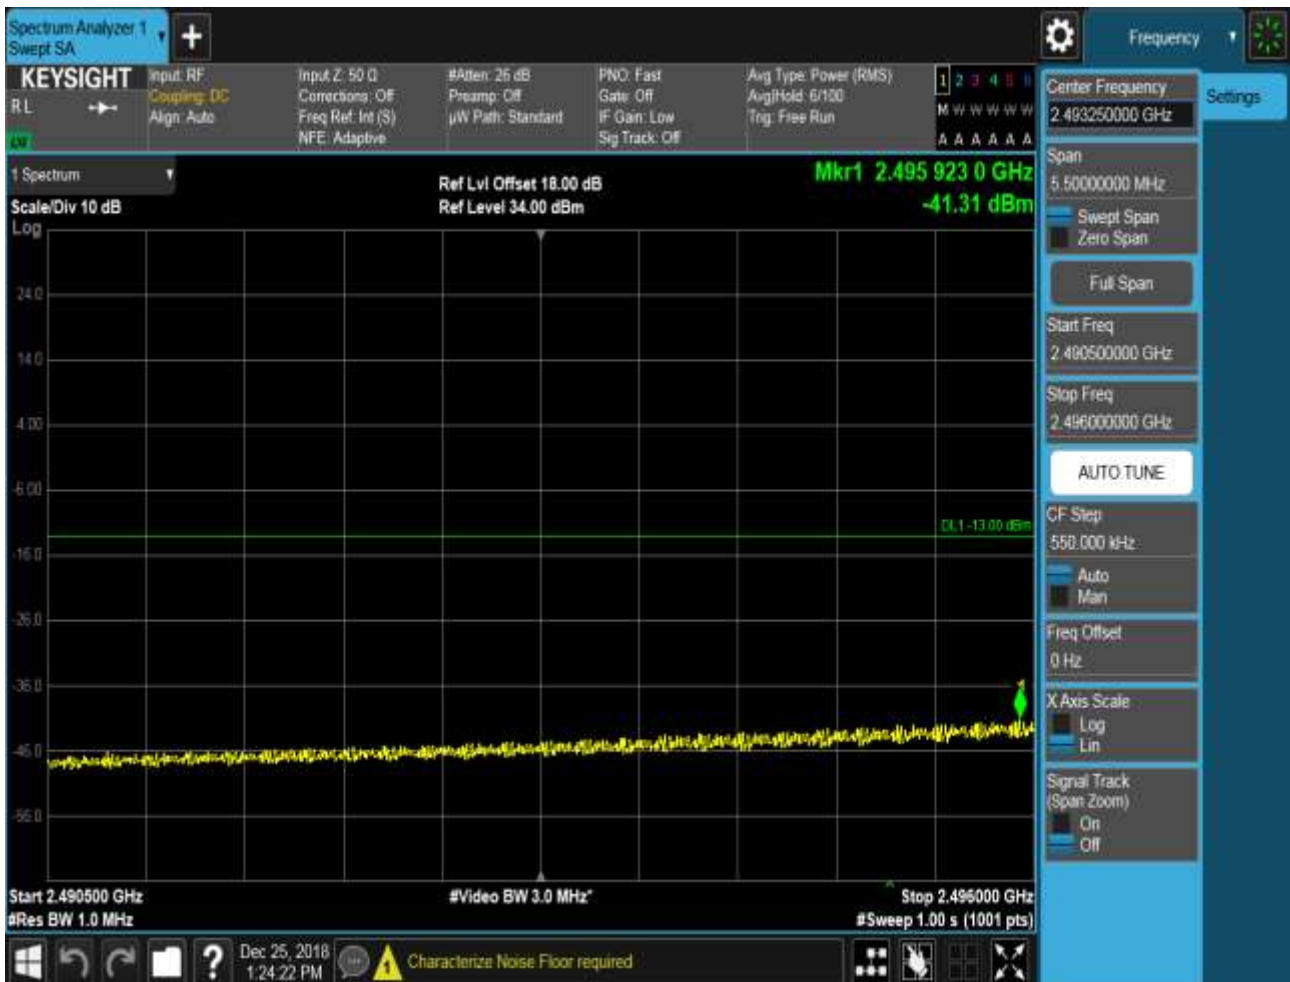 Spectrum Analyzer 1
Swept SA
Frequency
KEYSIGHT
R L
Input: RF
Coupling: DC
Align: Auto
Input Z: 50 Ω
Corrections: Off
Freq Ref: Int (S)
NFE: Adaptive
#Atten: 26 dB
Preamp: Off
µW Path: Standard
PNO: Fast
Gate: Off
IF Gain: Low
Sig Track: Off
Avg Type: Power (RMS)
Avg|Hold: 6/100
Trig: Free Run
1 2 3 4 5 6
M W W W W W
A A A A A A
1 Spectrum
Scale/Div 10 dB
Log
Ref Lvl Offset 18.00 dB
Ref Level 34.00 dBm
Mkr1 2.495 923 0 GHz
-41.31 dBm
24.0
14.0
4.00
-6.00
-16.0
-26.0
-36.0
-46.0
-56.0
DL1 -13.00 dBm
1
Start 2.490500 GHz
#Res BW 1.0 MHz
#Video BW 3.0 MHz*
Stop 2.496000 GHz
#Sweep 1.00 s (1001 pts)
Center Frequency
2.493250000 GHz
Settings
Span
5.50000000 MHz
Swept Span
Zero Span
Full Span
Start Freq
2.490500000 GHz
Stop Freq
2.496000000 GHz
AUTO TUNE
CF Step
550.000 kHz
Auto
Man
Freq Offset
0 Hz
X Axis Scale
Log
Lin
Signal Track
(Span Zoom)
On
Off
?
Dec 25, 2018
1:24:22 PM
1
Characterize Noise Floor required